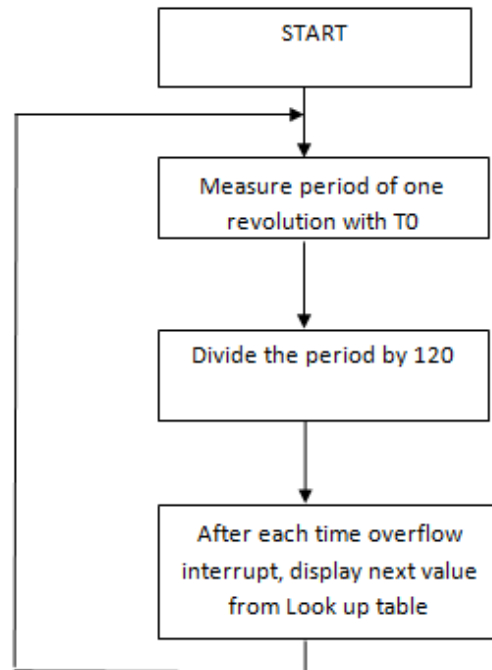 START
Measure period of one
revolution with T0
Divide the period by 120
After each time overflow
interrupt, display next value
from Look up table